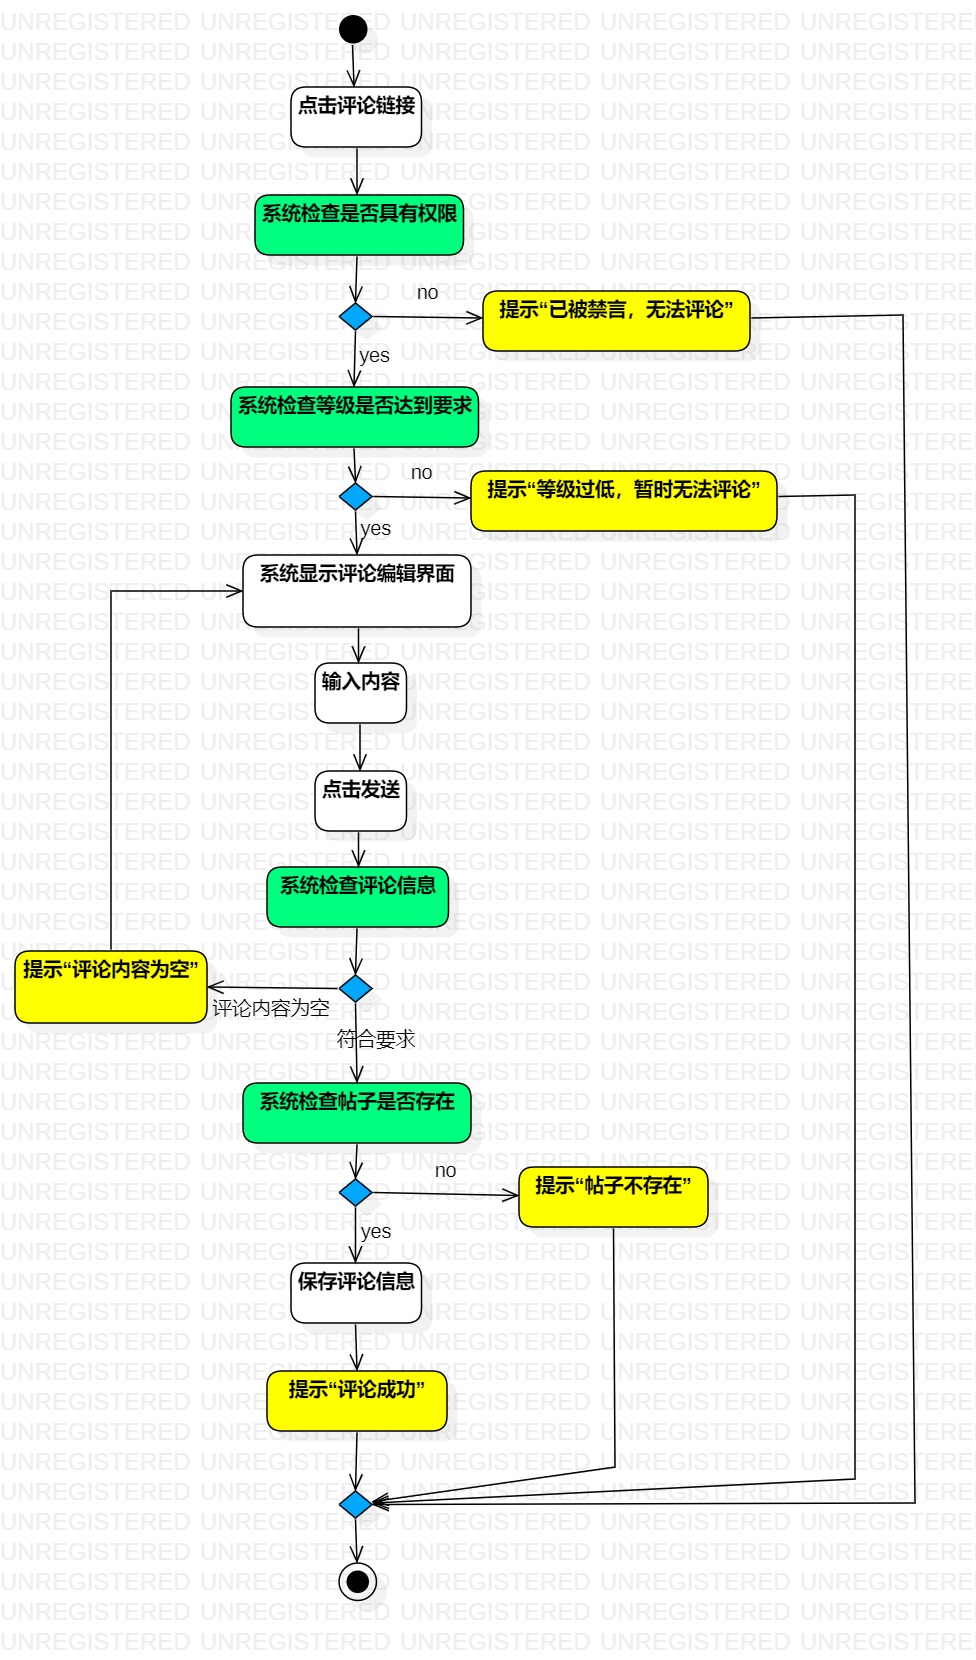 点击评论链接
系统检查是否具有权限
no
提示“已被禁言，无法评论”
yes
系统检查等级是否达到要求
no
提示“等级过低，暂时无法评论”
yes
系统显示评论编辑界面
输入内容
点击发送
系统检查评论信息
提示“评论内容为空”
评论内容为空
符合要求
系统检查帖子是否存在
no
提示“帖子不存在”
yes
保存评论信息
提示“评论成功”
UNREGISTERED